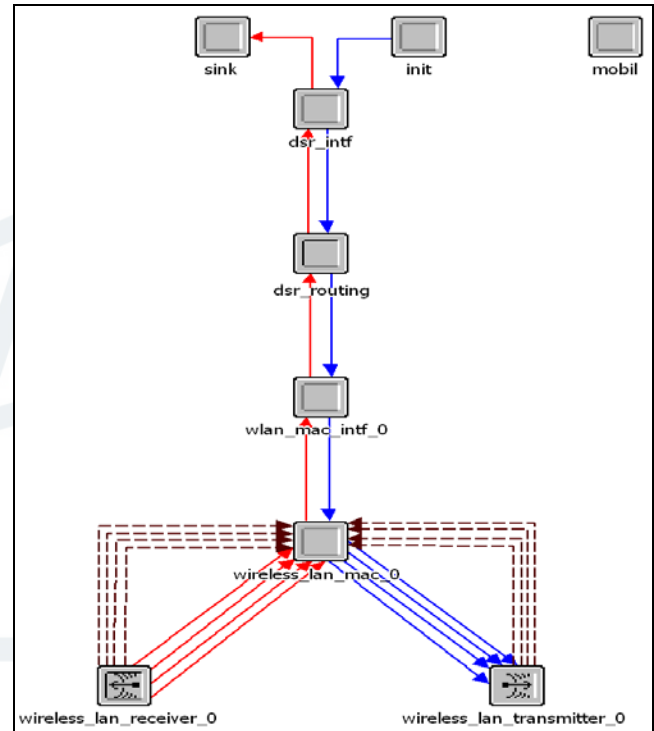 sink
init
mobil
dsr_intf
dsr_routing
wlan_mac_intf_0
wireless_lan_mac_0
wireless_lan_receiver_0
wireless_lan_transmitter_0